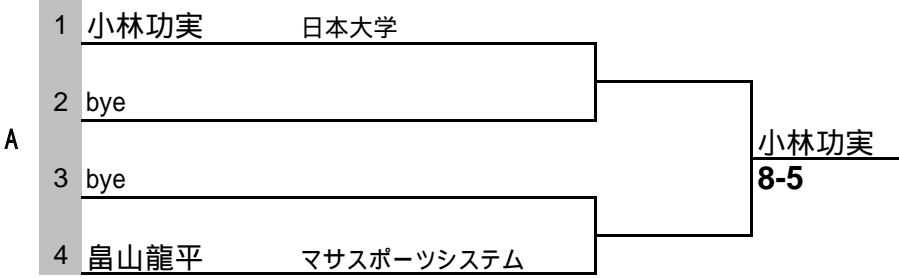 1 小林功実 日本大学
2 bye
A
小林功実
3 bye
8-5
4 畠山龍平 マサスポーツシステム